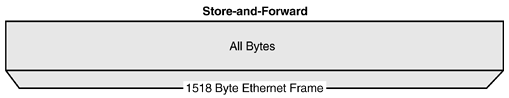 Store-and-Forward
All Bytes
1518 Byte Ethernet Frame